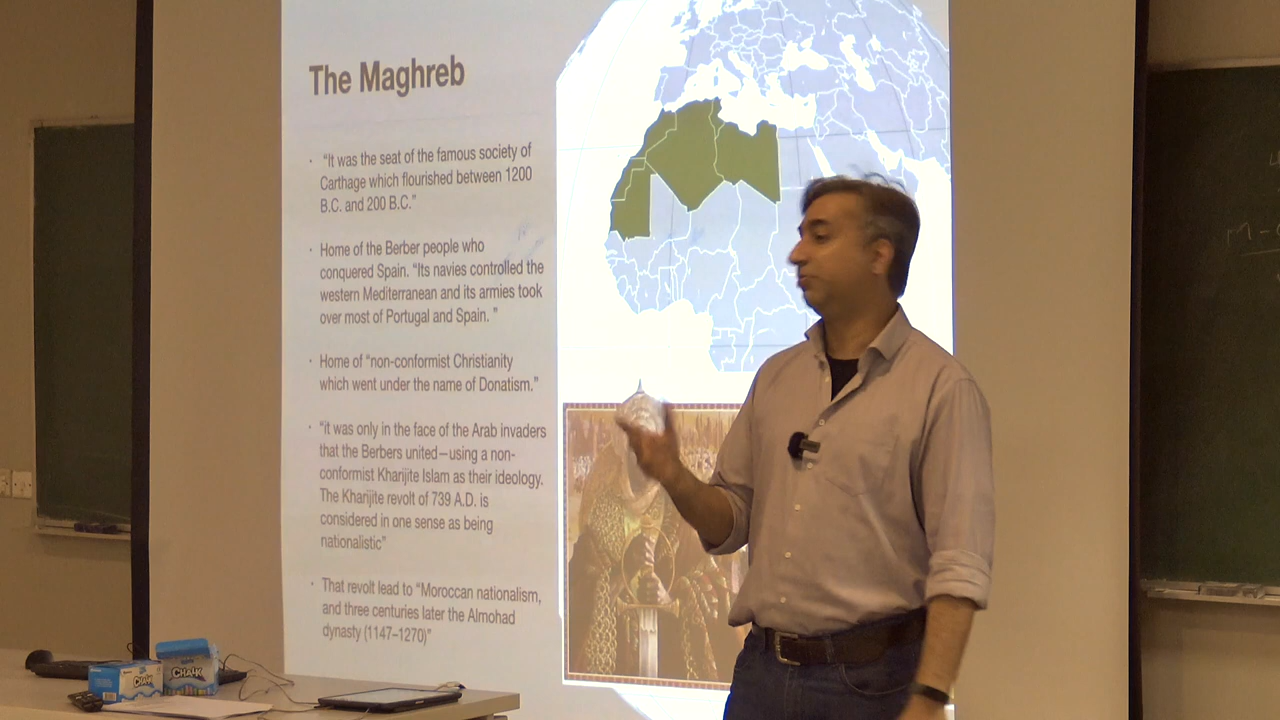 The Maghreb
· “It was the seat of the famous society of
Carthage which flourished between 1200
B.C. and 200 B.C.”
· Home of the Berber people who
conquered Spain. “Its navies controlled the
western Mediterranean and its armies took
over most of Portugal and Spain. ”
· Home of “non-conformist Christianity
which went under the name of Donatism.”
· “it was only in the face of the Arab invaders
that the Berbers united—using a non-
conformist Kharijite Islam as their ideology.
The Kharijite revolt of 739 A.D. is
considered in one sense as being
nationalistic”
· That revolt lead to “Moroccan nationalism,
and three centuries later the Almohad
dynasty (1147–1270)”
CHALK
CHALK